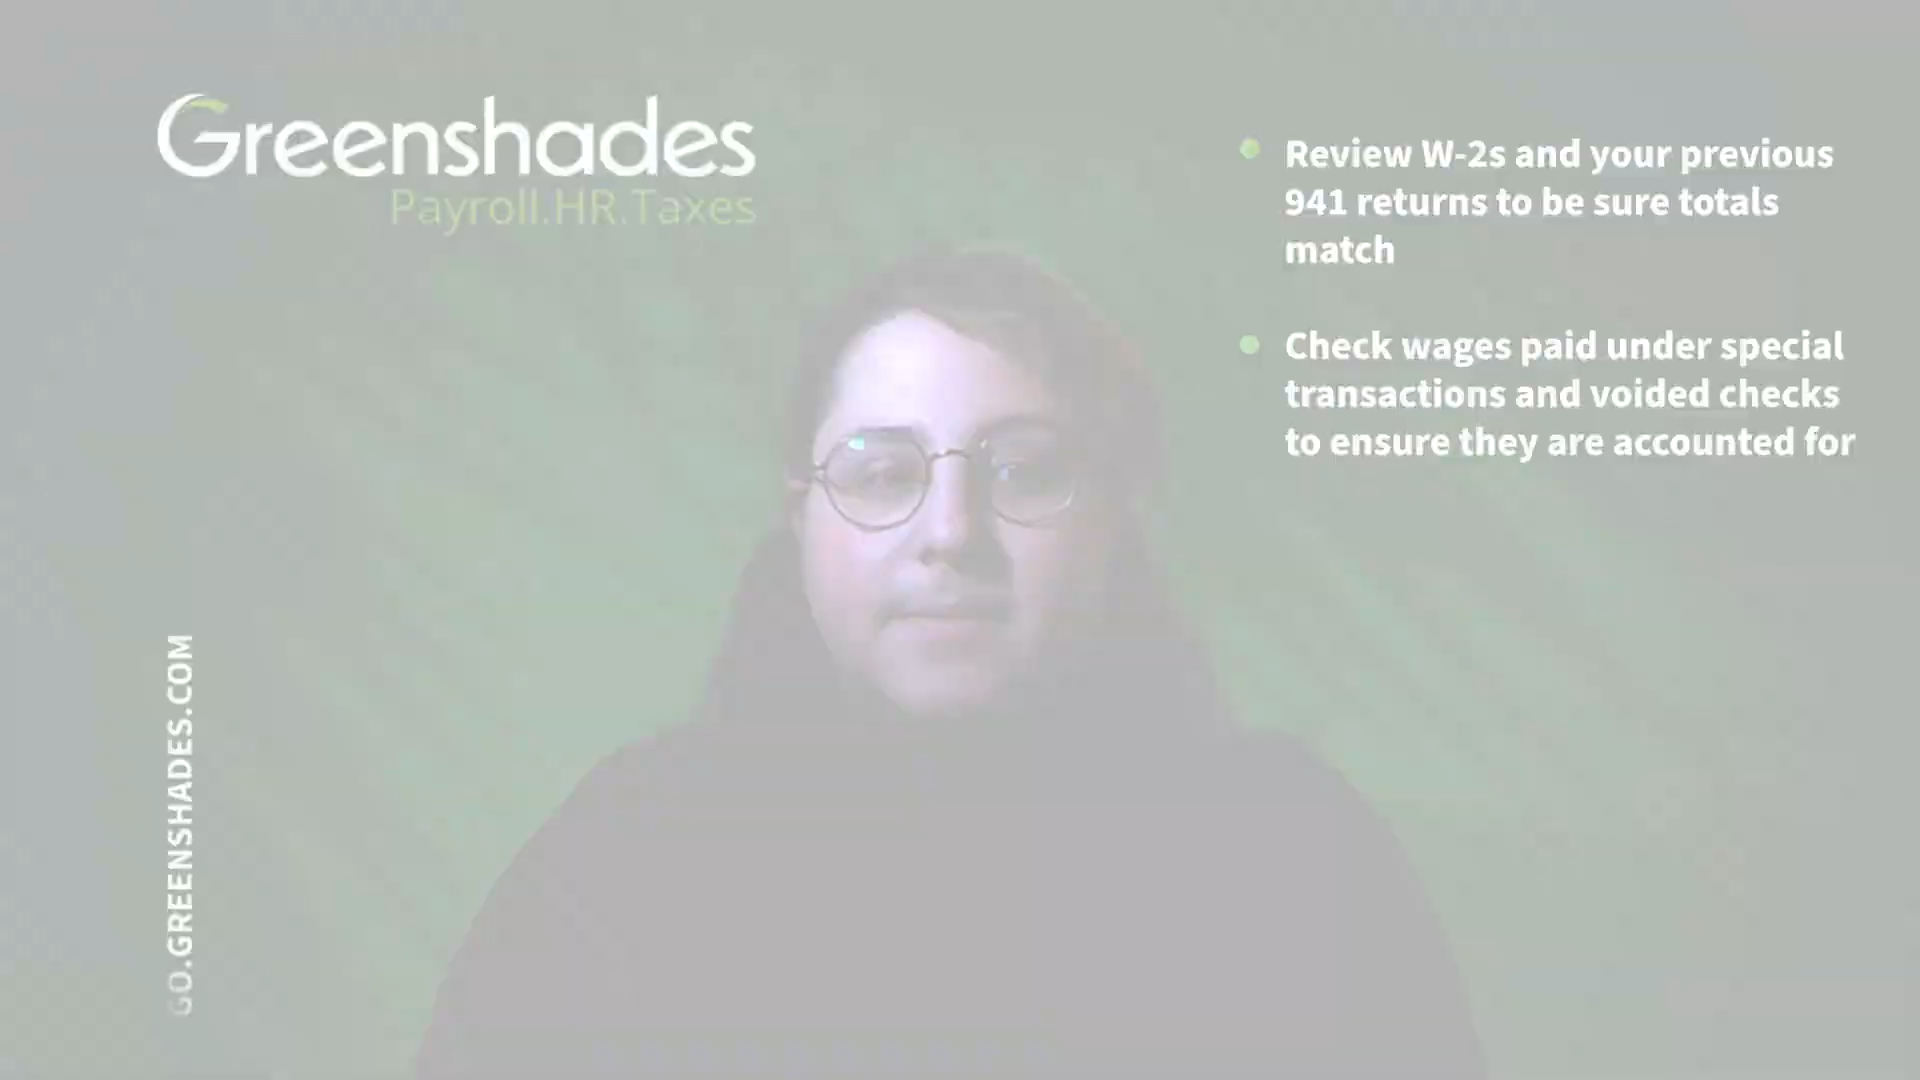 Greenshades
Payroll.HR.Taxes
Review W-2s and your previous
941 returns to be sure totals
match
Check wages paid under special
transactions and voided checks
to ensure they are accounted for
GO.GREENSHADES.COM